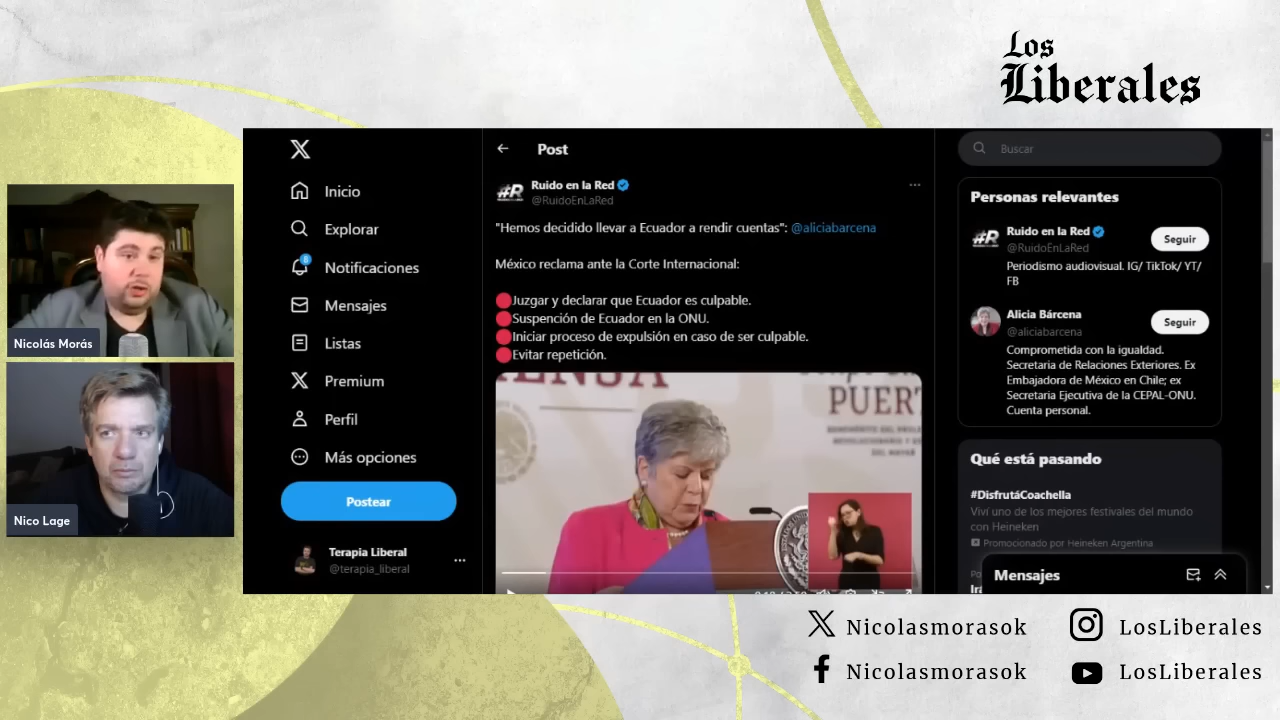 Los
Liberales
Nicolás Morás
Nico Lage
Inicio
Explorar
8
Notificaciones
Mensajes
Listas
Premium
Perfil
Más opciones
Postear
Terapia Liberal
@terapia_liberal
Post
#R
Ruido en la Red
@RuidoEnLaRed
"Hemos decidido llevar a Ecuador a rendir cuentas": @aliciabarcena
México reclama ante la Corte Internacional:
Juzgar y declarar que Ecuador es culpable.
Suspención de Ecuador en la ONU.
Iniciar proceso de expulsión en caso de ser culpable.
Evitar repetición.
PUER
Buscar
Personas relevantes
#R
Ruido en la Red
@RuidoEnLaRed
Seguir
Periodismo audiovisual. IG/ TikTok/ YT/
FB
Alicia Bárcena
@aliciabarcena
Seguir
Comprometida con la igualdad.
Secretaria de Relaciones Exteriores. Ex
Embajadora de México en Chile; ex
Secretaria Ejecutiva de la CEPAL-ONU.
Cuenta personal.
Qué está pasando
#DisfrutáCoachella
Viví uno de los mejores festivales del mundo
con Heineken
Promocionado por Heineken Argentina
Mensajes
Nicolasmorasok
LosLiberales
Nicolasmorasok
LosLiberales